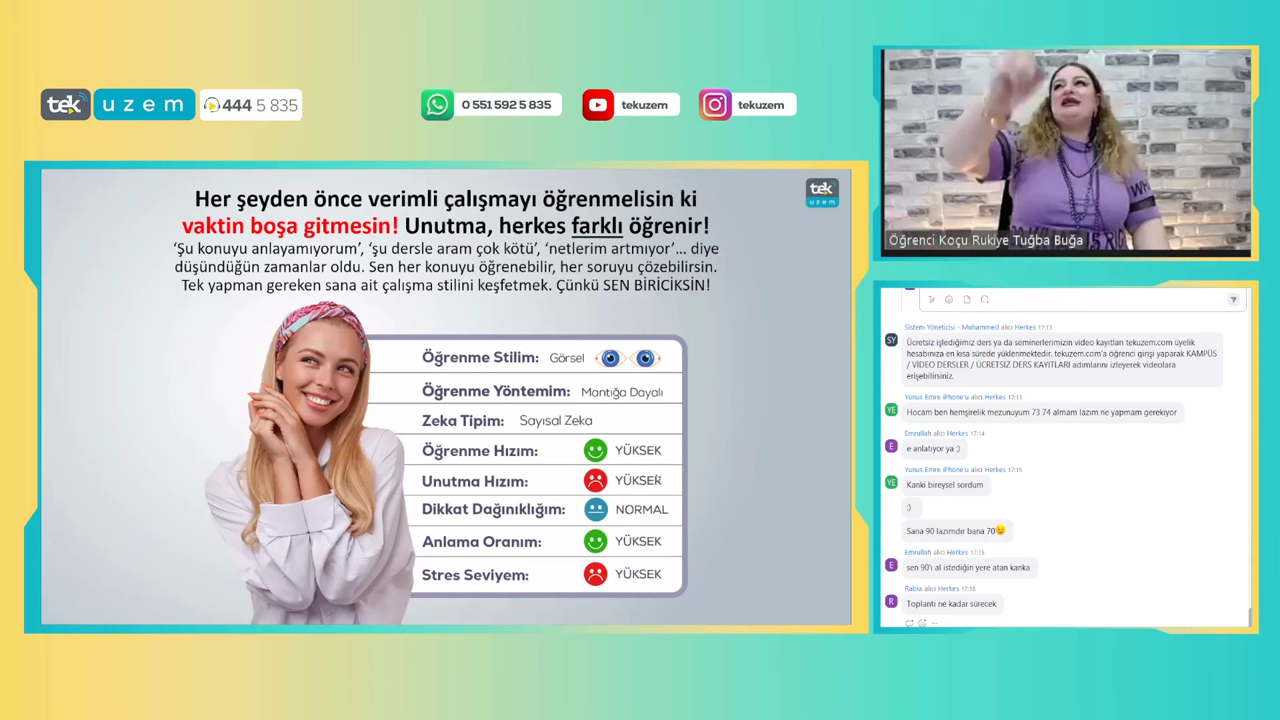 tek uzem 444 5 835
0 551 592 5 835
tekuzem
tekuzem
Her şeyden önce verimli çalışmayı öğrenmelisin ki
vaktin boşa gitmesin! Unutma, herkes farklı öğrenir!
‘Şu konuyu anlayamıyorum’, ‘şu dersle aram çok kötü’, ‘netlerim artmıyor’... diye
düşündüğün zamanlar oldu. Sen her konuyu öğrenebilir, her soruyu çözebilirsin.
Tek yapman gereken sana ait çalışma stilini keşfetmek. Çünkü SEN BİRİCİKSİN!
tek
uzem
Öğrenme Stilim: Görsel
Öğrenme Yöntemim: Mantığa Dayalı
Zeka Tipim: Sayısal Zeka
Öğrenme Hızım: YÜKSEK
Unutma Hızım: YÜKSEK
Dikkat Dağınıklığım: NORMAL
Anlama Oranım: YÜKSEK
Stres Seviyem: YÜKSEK
Öğrenci Koçu Rukiye Tuğba Buğa
Sistem Yöneticisi - Muhammed alıcı Herkes 17:13
SY
Ücretsiz işlediğimiz ders ya da seminerlerimizin video kayıtları tekuzem.com üyelik
hesabınıza en kısa sürede yüklenmektedir. tekuzem.com'a öğrenci girişi yaparak KAMPÜS
/ VİDEO DERSLER / ÜCRETSİZ DERS KAYITLARI adımlarını izleyerek videolara
erişebilirsiniz.
Yunus Emre iPhone'u alıcı Herkes 17:13
YE
Hocam ben hemşirelik mezunuyum 73 74 almam lazım ne yapmam gerekiyor
Emrullah alıcı Herkes 17:14
E
e anlatıyor ya :)
Yunus Emre iPhone'u alıcı Herkes 17:15
YE
Kanki bireysel sordum
:)
Sana 90 lazımdır bana 70😉
Emrullah alıcı Herkes 17:15
E
sen 90'ı al istediğin yere atan kanka
Rabia alıcı Herkes 17:16
R
Toplantı ne kadar sürecek